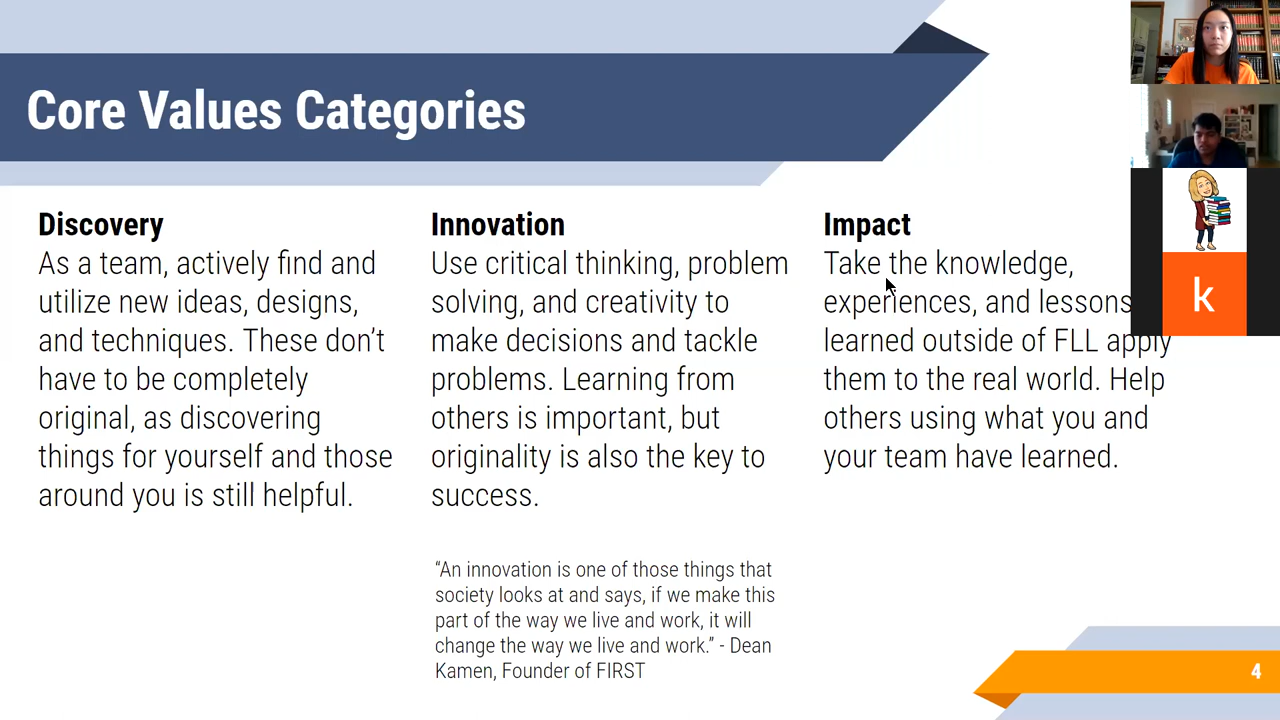 Core Values Categories
Discovery
As a team, actively find and
utilize new ideas, designs,
and techniques. These don’t
have to be completely
original, as discovering
things for yourself and those
around you is still helpful.
Innovation
Use critical thinking, problem
solving, and creativity to
make decisions and tackle
problems. Learning from
others is important, but
originality is also the key to
success.
“An innovation is one of those things that
society looks at and says, if we make this
part of the way we live and work, it will
change the way we live and work.” - Dean
Kamen, Founder of FIRST
Impact
Take the knowledge,
experiences, and lessons
learned outside of FLL apply
them to the real world. Help
others using what you and
your team have learned.
k
4